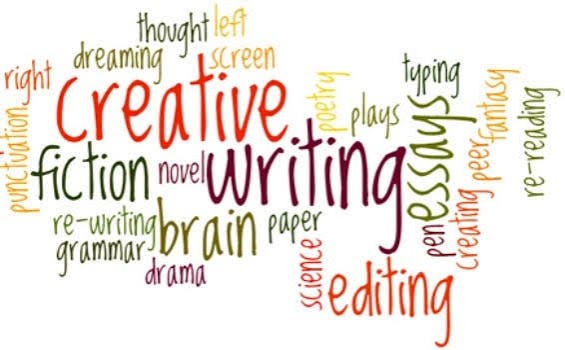 thought left
dreaming screen
right
creative
poetry
typing
plays
punctuation
fiction
novel
writing
essays
peer
fantasy
re-reading
re-writing
brain
paper
grammar
drama
pen
creating
science
editing